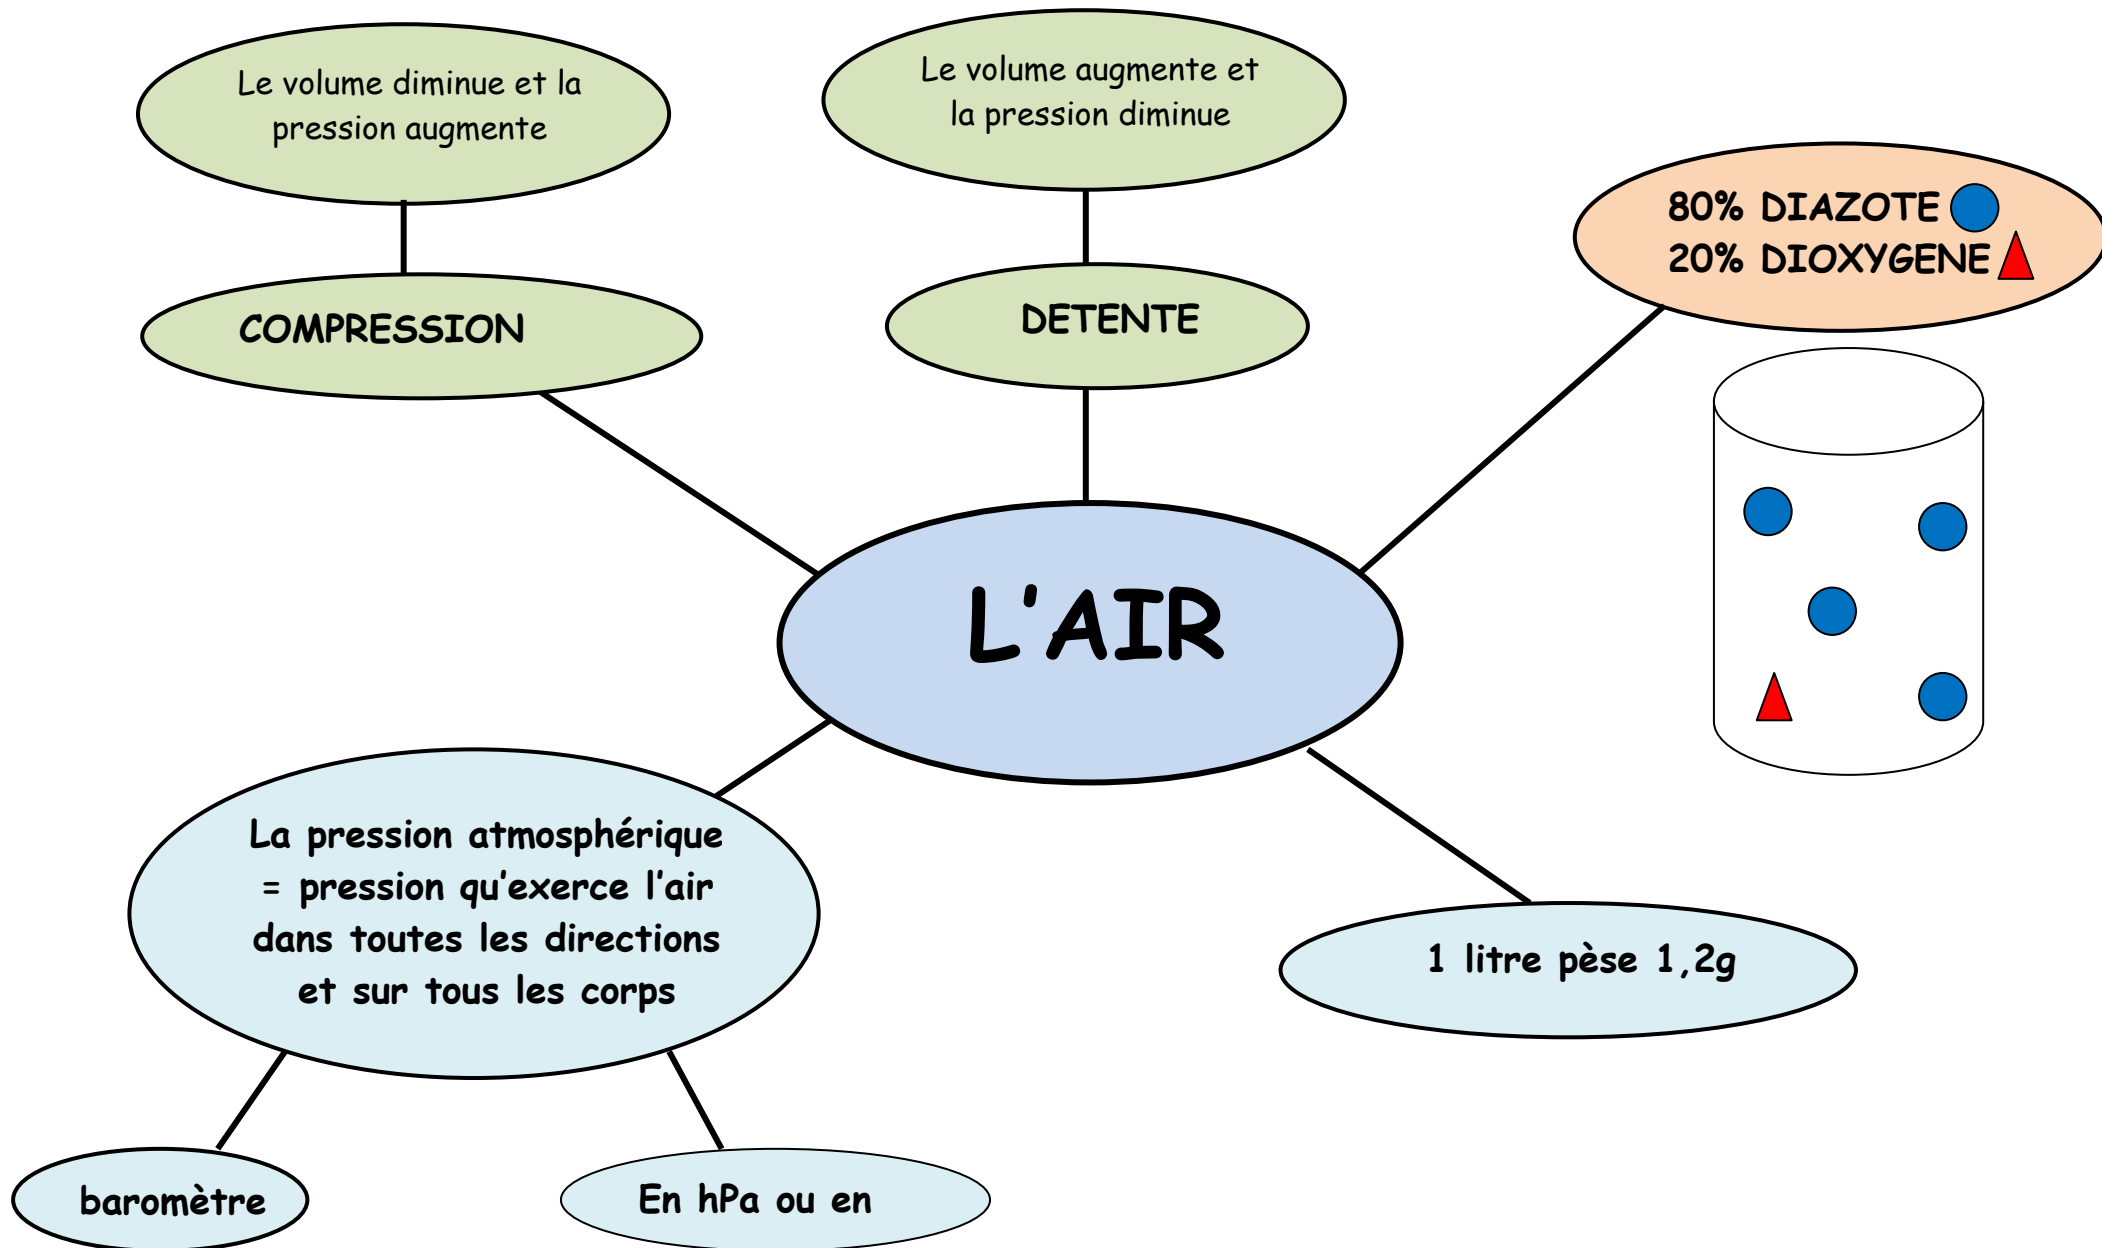 Le volume diminue et la
pression augmente
Le volume augmente et
la pression diminue
80% DIAZOTE
20% DIOXYGENE
COMPRESSION
DETENTE
L'AIR
La pression atmosphérique
= pression qu'exerce l'air
dans toutes les directions
et sur tous les corps
1 litre pèse 1,2g
baromètre
En hPa ou en